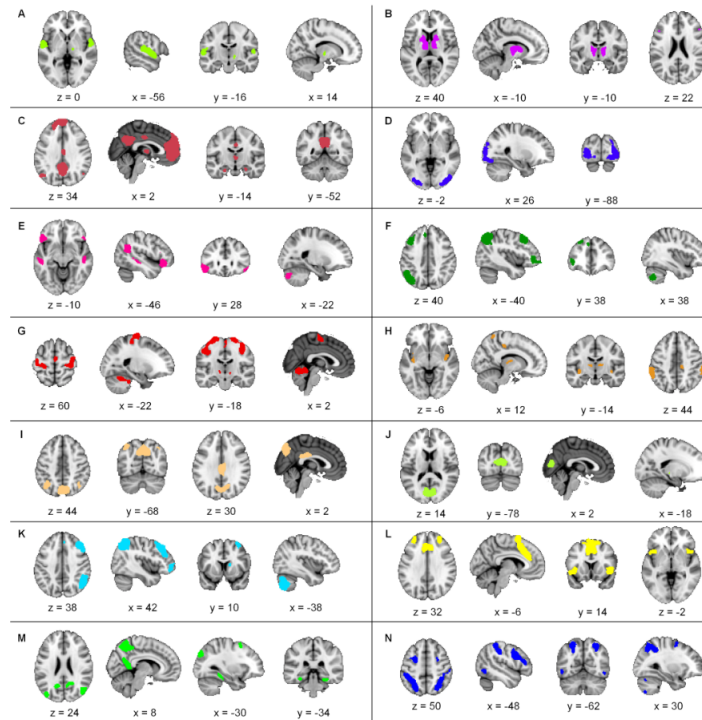 A
z = 0 x = -56 y = -16 x = 14
B
z = 40 x = -10 y = -10 z = 22
C
z = 34 x = 2 y = -14 y = -52
D
z = -2 x = 26 y = -88
E
z = -10 x = -46 y = 28 x = -22
F
z = 40 x = -40 y = 38 x = 38
G
z = 60 x = -22 y = -18 x = 2
H
z = -6 x = 12 y = -14 z = 44
I
z = 44 y = -68 z = 30 x = 2
J
z = 14 y = -78 x = 2 x = -18
K
z = 38 x = 42 y = 10 x = -38
L
z = 32 x = -6 y = 14 z = -2
M
z = 24 x = 8 x = -30 y = -34
N
z = 50 x = -48 y = -62 x = 30